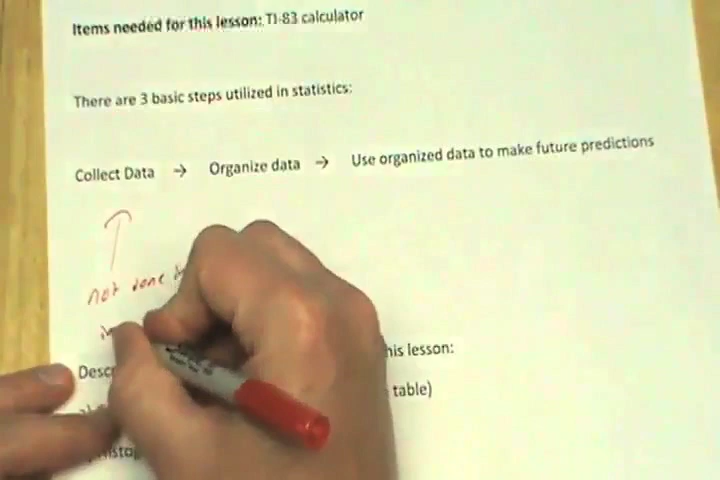 Items needed for this lesson: TI-83 calculator
There are 3 basic steps utilized in statistics:
Collect Data → Organize data → Use organized data to make future predictions
not done
his lesson:
Desc
table)